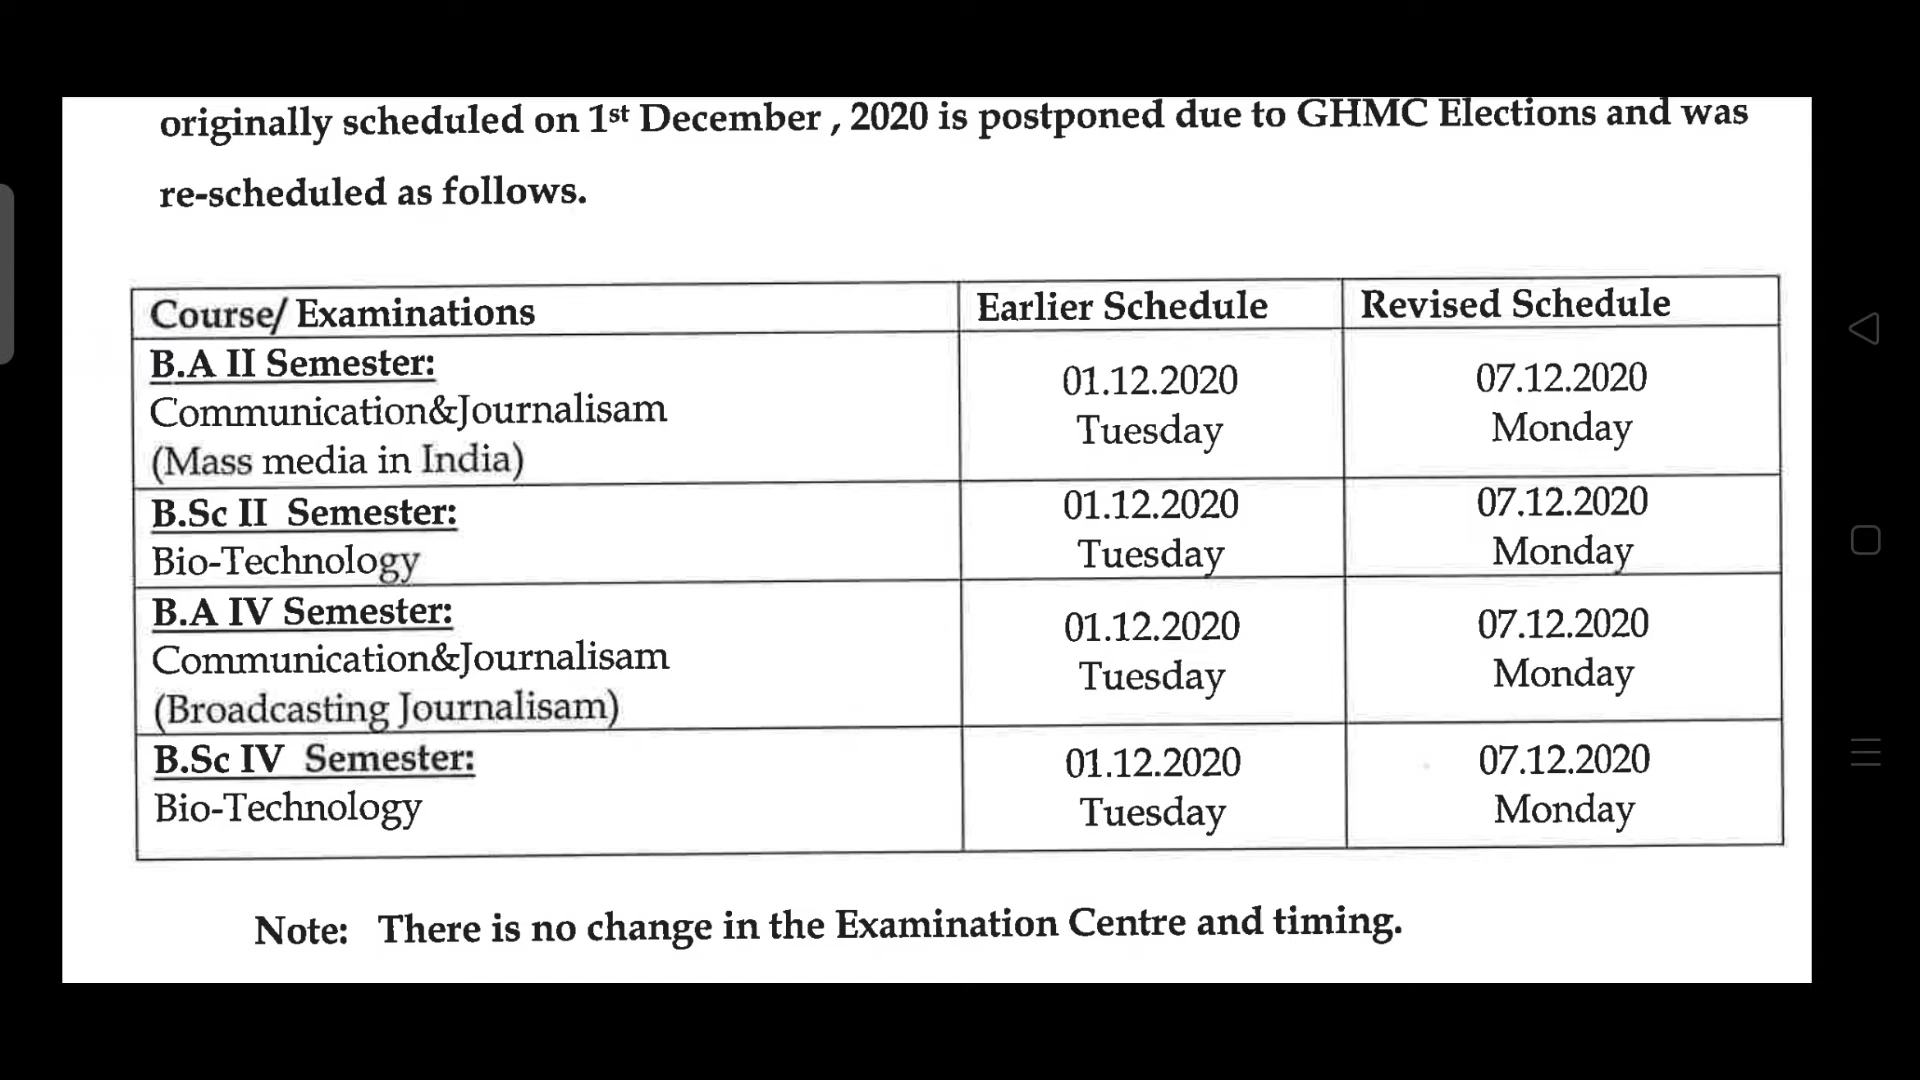 originally scheduled on 1st December , 2020 is postponed due to GHMC Elections and was
re-scheduled as follows.
Course/ Examinations Earlier Schedule Revised Schedule
B.A II Semester:
Communication&Journalisam
(Mass media in India)
01.12.2020
Tuesday
07.12.2020
Monday
B.Sc II Semester:
Bio-Technology
01.12.2020
Tuesday
07.12.2020
Monday
B.A IV Semester:
Communication&Journalisam
(Broadcasting Journalisam)
01.12.2020
Tuesday
07.12.2020
Monday
B.Sc IV Semester:
Bio-Technology
01.12.2020
Tuesday
07.12.2020
Monday
Note: There is no change in the Examination Centre and timing.